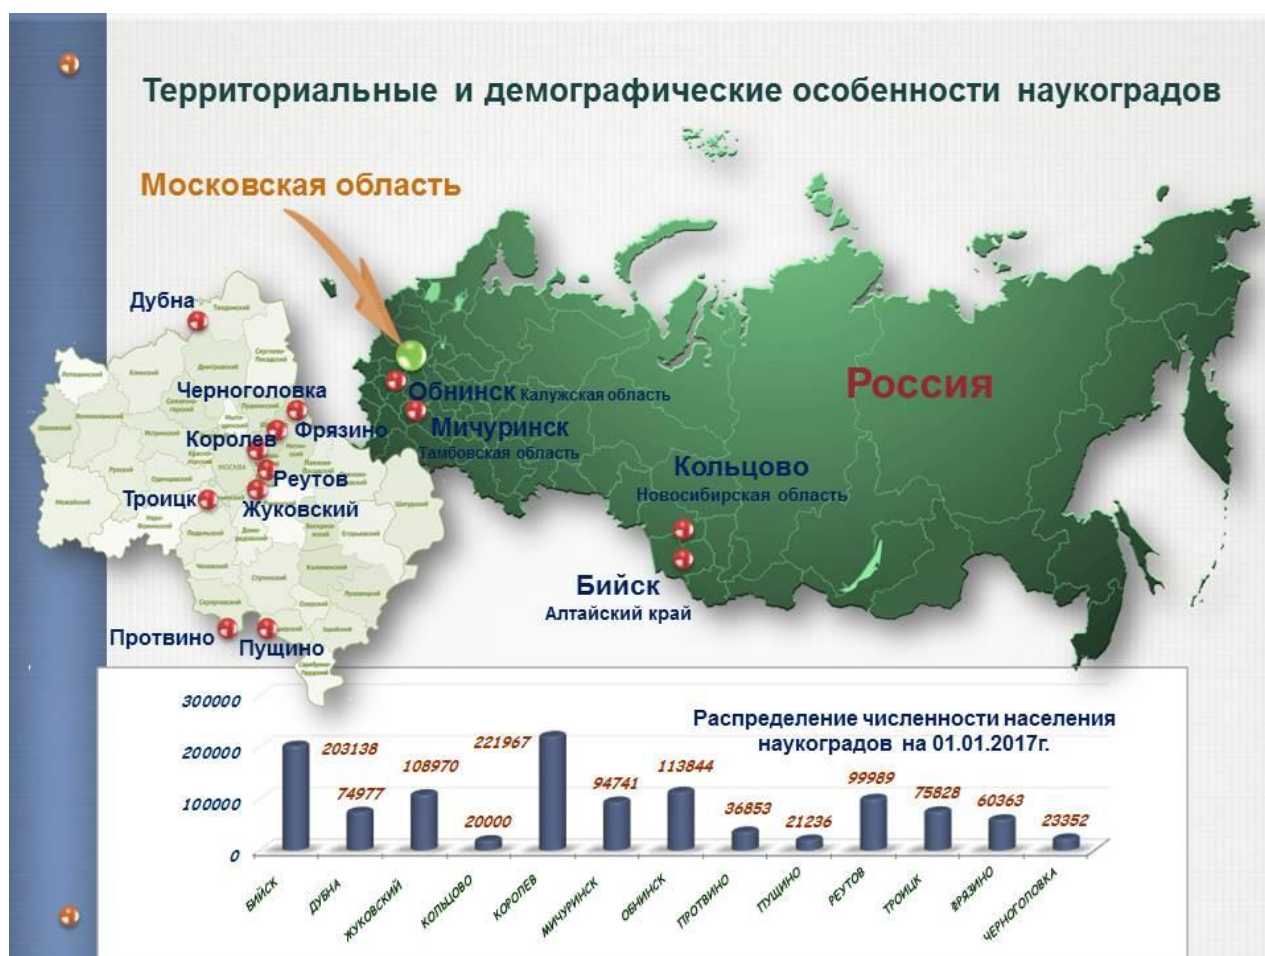 Территориальные и демографические особенности наукоградов
Московская область
Дубна
Черноголовка
Фрязино
Королев
Реутов
Троицк
Жуковский
Протвино
Пущино
Обнинск Калужская область
Мичуринск
Тамбовская область
Россия
Кольцово
Новосибирская область
Бийск
Алтайский край
МОСКВА
Распределение численности населения
наукоградов на 01.01.2017г.
300000
200000
100000
0
203138
74977
108970
20000
221967
94741
113844
36853
21236
99989
75828
60363
23352
БИЙСК
ДУБНА
ЖУКОВСКИЙ
КОЛЬЦОВО
КОРОЛЕВ
МИЧУРИНСК
ОБНИНСК
ПРОТВИНО
ПУЩИНО
РЕУТОВ
ТРОИЦК
ФРЯЗИНО
ЧЕРНОГОЛОВКА